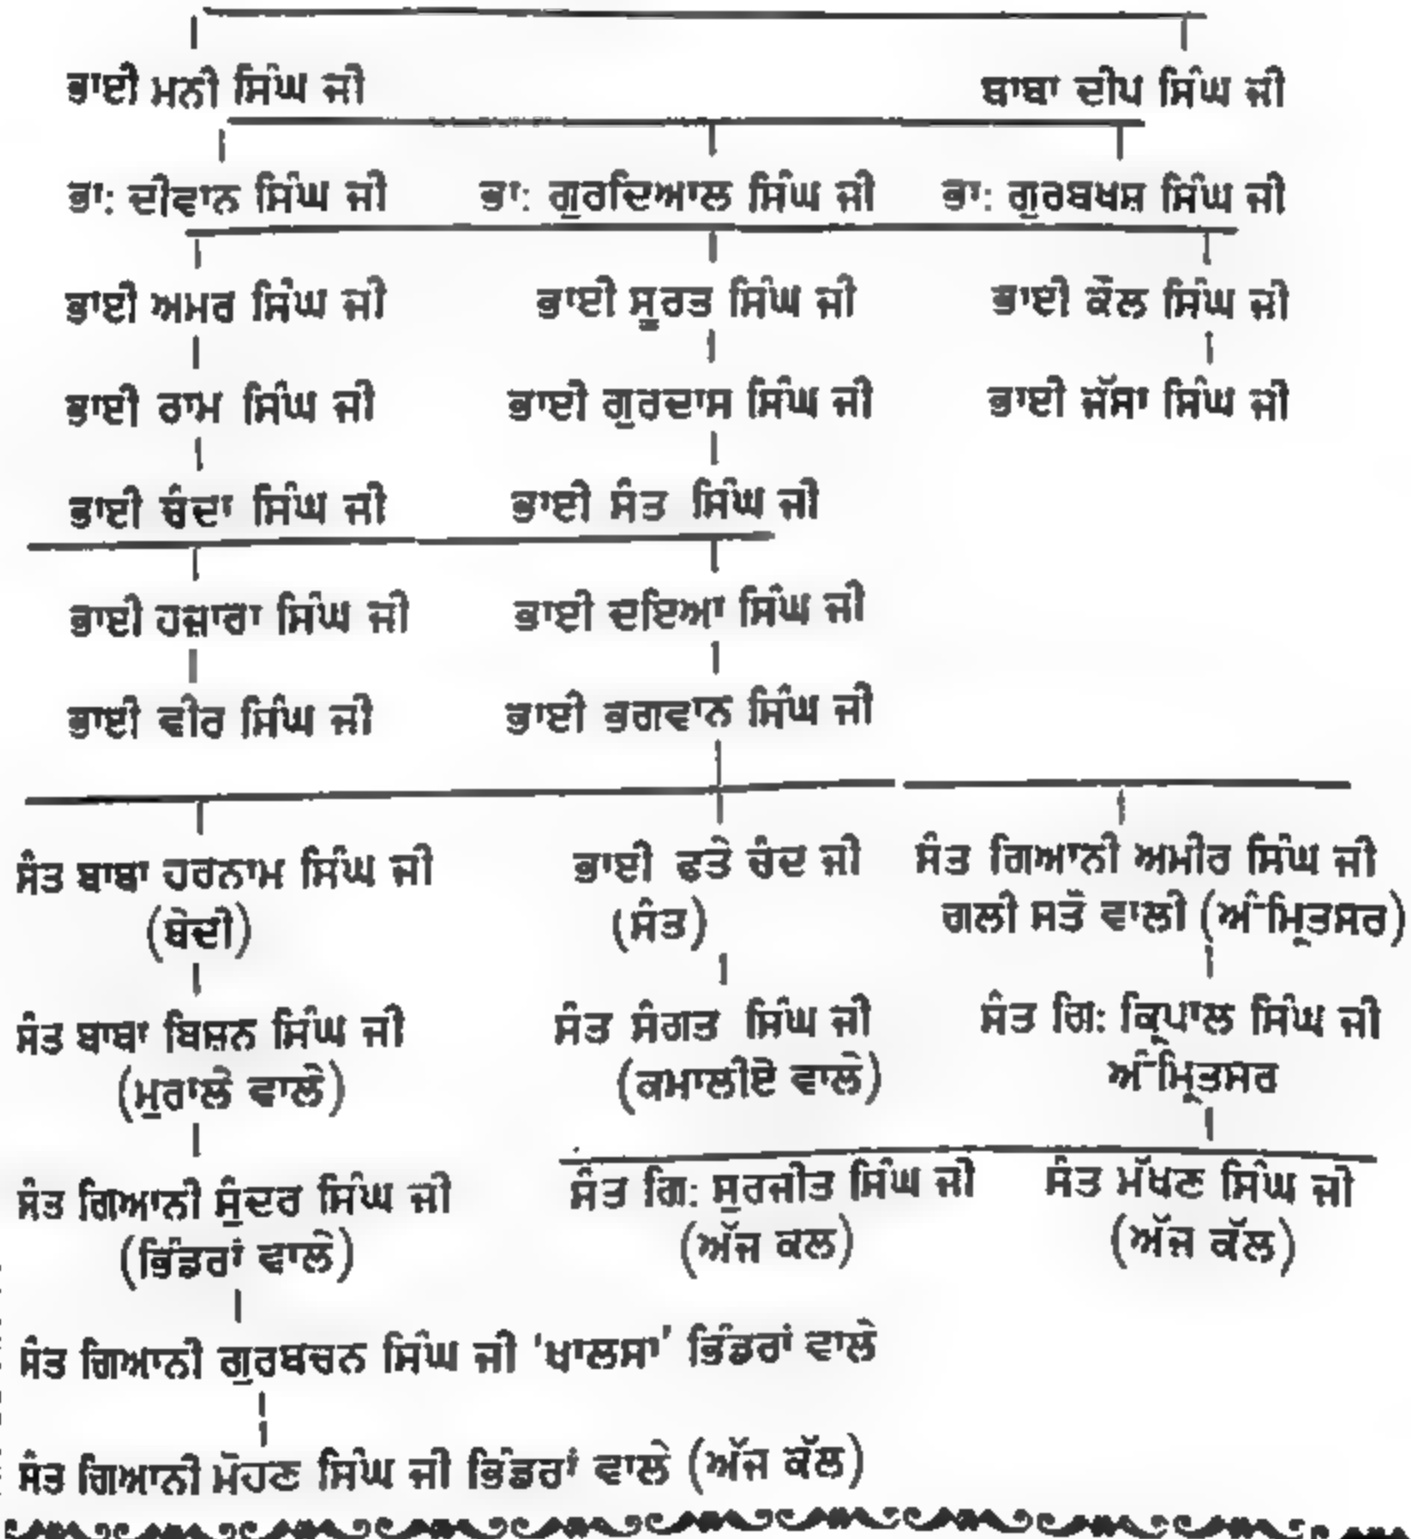 ਭਾਈ ਮਨੀ ਸਿੰਘ ਜੀ ਬਾਬਾ ਦੀਪ ਸਿੰਘ ਜੀ
ਭਾ: ਦੀਵਾਨ ਸਿੰਘ ਜੀ ਭਾ: ਗੁਰਦਿਆਲ ਸਿੰਘ ਜੀ ਭਾ: ਗੁਰਬਖਸ਼ ਸਿੰਘ ਜੀ
ਭਾਈ ਅਮਰ ਸਿੰਘ ਜੀ ਭਾਈ ਸੂਰਤ ਸਿੰਘ ਜੀ ਭਾਈ ਕੌਲ ਸਿੰਘ ਜੀ
ਭਾਈ ਰਾਮ ਸਿੰਘ ਜੀ ਭਾਈ ਗੁਰਦਾਸ ਸਿੰਘ ਜੀ ਭਾਈ ਜੱਸਾ ਸਿੰਘ ਜੀ
ਭਾਈ ਚੰਦਾ ਸਿੰਘ ਜੀ ਭਾਈ ਸੰਤ ਸਿੰਘ ਜੀ
ਭਾਈ ਹਜ਼ਾਰਾ ਸਿੰਘ ਜੀ ਭਾਈ ਦਇਆ ਸਿੰਘ ਜੀ
ਭਾਈ ਵੀਰ ਸਿੰਘ ਜੀ ਭਾਈ ਭਗਵਾਨ ਸਿੰਘ ਜੀ
ਸੰਤ ਬਾਬਾ ਹਰਨਾਮ ਸਿੰਘ ਜੀ ਭਾਈ ਫਤੇ ਚੰਦ ਜੀ ਸੰਤ ਗਿਆਨੀ ਅਮੀਰ ਸਿੰਘ ਜੀ
(ਬੇਦੀ) (ਸੰਤ) ਗਲੀ ਸਤੋ ਵਾਲੀ (ਅੰਮ੍ਰਿਤਸਰ)
ਸੰਤ ਬਾਬਾ ਬਿਸ਼ਨ ਸਿੰਘ ਜੀ ਸੰਤ ਸੰਗਤ ਸਿੰਘ ਜੀ ਸੰਤ ਗਿ: ਕ੍ਰਿਪਾਲ ਸਿੰਘ ਜੀ
(ਮੁਰਾਲੇ ਵਾਲੇ) (ਕਮਾਲੀਏ ਵਾਲੇ) ਅੰਮ੍ਰਿਤਸਰ
ਸੰਤ ਗਿਆਨੀ ਸੁੰਦਰ ਸਿੰਘ ਜੀ ਸੰਤ ਗਿ: ਸੁਰਜੀਤ ਸਿੰਘ ਜੀ ਸੰਤ ਮੱਖਣ ਸਿੰਘ ਜੀ
(ਭਿੰਡਰਾਂ ਵਾਲੇ) (ਅੱਜ ਕਲ) (ਅੱਜ ਕੱਲ)
ਸੰਤ ਗਿਆਨੀ ਗੁਰਬਚਨ ਸਿੰਘ ਜੀ 'ਖਾਲਸਾ' ਭਿੰਡਰਾਂ ਵਾਲੇ
ਸੰਤ ਗਿਆਨੀ ਮੋਹਣ ਸਿੰਘ ਜੀ ਭਿੰਡਰਾਂ ਵਾਲੇ (ਅੱਜ ਕੱਲ)